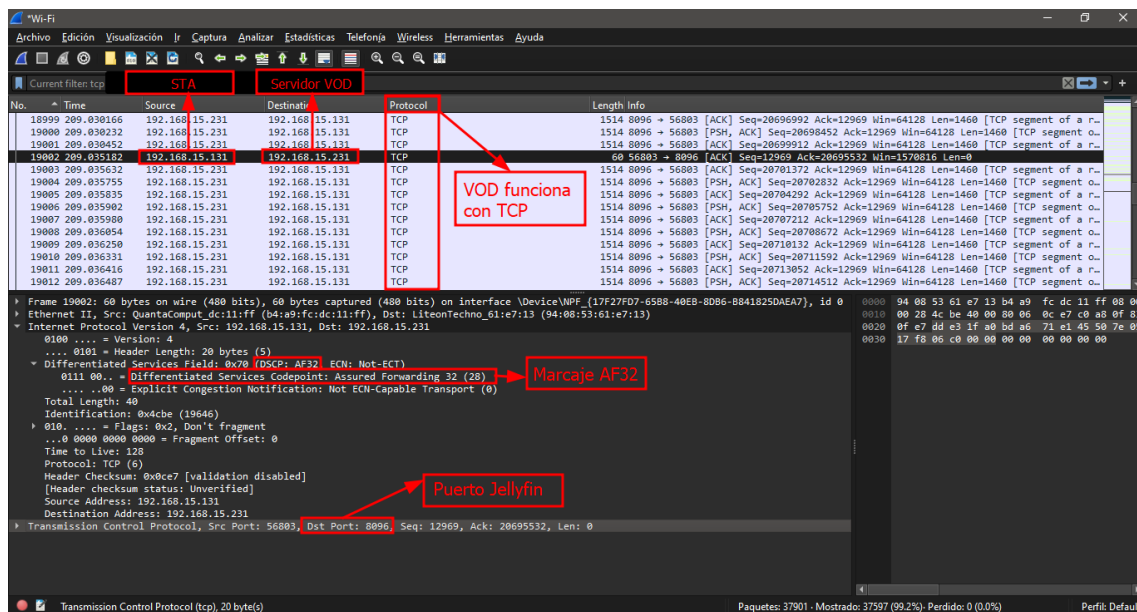 *Wi-Fi
Archivo Edición Visualización Ir Captura Analizar Estadísticas Telefonía Wireless Herramientas Ayuda
Current filter: tcp
STA
Servidor VOD
No. Time Source Destinatic Protocol Length Info
18999 209.030166 192.168.15.231 192.168.15.131 TCP 1514 8096 → 56803 [ACK] Seq=20696992 Ack=12969 Win=64128 Len=1460 [TCP segment of a r…
19000 209.030232 192.168.15.231 192.168.15.131 TCP 1514 8096 → 56803 [PSH, ACK] Seq=20698452 Ack=12969 Win=64128 Len=1460 [TCP segment o…
19001 209.030452 192.168.15.231 192.168.15.131 TCP 1514 8096 → 56803 [ACK] Seq=20699912 Ack=12969 Win=64128 Len=1460 [TCP segment of a r…
19002 209.035182 192.168.15.131 192.168.15.231 TCP 60 56803 → 8096 [ACK] Seq=12969 Ack=20695532 Win=1570816 Len=0
19003 209.035632 192.168.15.231 192.168.15.131 TCP 1514 8096 → 56803 [ACK] Seq=20701372 Ack=12969 Win=64128 Len=1460 [TCP segment of a r…
19004 209.035755 192.168.15.231 192.168.15.131 TCP 1514 8096 → 56803 [PSH, ACK] Seq=20702832 Ack=12969 Win=64128 Len=1460 [TCP segment o…
19005 209.035835 192.168.15.231 192.168.15.131 TCP 1514 8096 → 56803 [ACK] Seq=20704292 Ack=12969 Win=64128 Len=1460 [TCP segment of a r…
19006 209.035902 192.168.15.231 192.168.15.131 TCP 1514 8096 → 56803 [PSH, ACK] Seq=20705752 Ack=12969 Win=64128 Len=1460 [TCP segment o…
19007 209.035980 192.168.15.231 192.168.15.131 TCP 1514 8096 → 56803 [ACK] Seq=20707212 Ack=12969 Win=64128 Len=1460 [TCP segment of a r…
19008 209.036054 192.168.15.231 192.168.15.131 TCP 1514 8096 → 56803 [PSH, ACK] Seq=20708672 Ack=12969 Win=64128 Len=1460 [TCP segment o…
19009 209.036250 192.168.15.231 192.168.15.131 TCP 1514 8096 → 56803 [ACK] Seq=20710132 Ack=12969 Win=64128 Len=1460 [TCP segment of a r…
19010 209.036331 192.168.15.231 192.168.15.131 TCP 1514 8096 → 56803 [PSH, ACK] Seq=20711592 Ack=12969 Win=64128 Len=1460 [TCP segment o…
19011 209.036416 192.168.15.231 192.168.15.131 TCP 1514 8096 → 56803 [ACK] Seq=20713052 Ack=12969 Win=64128 Len=1460 [TCP segment of a r…
19012 209.036487 192.168.15.231 192.168.15.131 TCP 1514 8096 → 56803 [PSH, ACK] Seq=20714512 Ack=12969 Win=64128 Len=1460 [TCP segment o…
VOD funciona
con TCP
Frame 19002: 60 bytes on wire (480 bits), 60 bytes captured (480 bits) on interface \Device\NPF_{17F27FD7-65B8-40EB-8DB6-B841825DAEA7}, id 0
Ethernet II, Src: QuantaComput_dc:11:ff (b4:a9:fc:dc:11:ff), Dst: LiteonTechno_61:e7:13 (94:08:53:61:e7:13)
Internet Protocol Version 4, Src: 192.168.15.131, Dst: 192.168.15.231
0100 .... = Version: 4
.... 0101 = Header Length: 20 bytes (5)
Differentiated Services Field: 0x70 (DSCP: AF32, ECN: Not-ECT)
0111 00.. = Differentiated Services Codepoint: Assured Forwarding 32 (28)
.... ..00 = Explicit Congestion Notification: Not ECN-Capable Transport (0)
Marcaje AF32
Total Length: 40
Identification: 0x4cbe (19646)
010. .... = Flags: 0x2, Don't fragment
...0 0000 0000 0000 = Fragment Offset: 0
Time to Live: 128
Protocol: TCP (6)
Header Checksum: 0x0ce7 [validation disabled]
[Header checksum status: Unverified]
Source Address: 192.168.15.131
Destination Address: 192.168.15.231
Puerto Jellyfin
Transmission Control Protocol, Src Port: 56803, Dst Port: 8096, Seq: 12969, Ack: 20695532, Len: 0
0000 94 08 53 61 e7 13 b4 a9 fc dc 11 ff 08 0
0010 00 28 4c be 40 00 80 06 0c e7 c0 a8 0f 8
0020 0f e7 dd e3 1f a0 bd a6 71 e1 45 50 7e 0
0030 17 f8 06 c0 00 00 00 00 00 00 00 00
Transmission Control Protocol (tcp), 20 byte(s)
Paquetes: 37901 · Mostrado: 37597 (99.2%)· Perdido: 0 (0.0%)
Perfil: Defaul